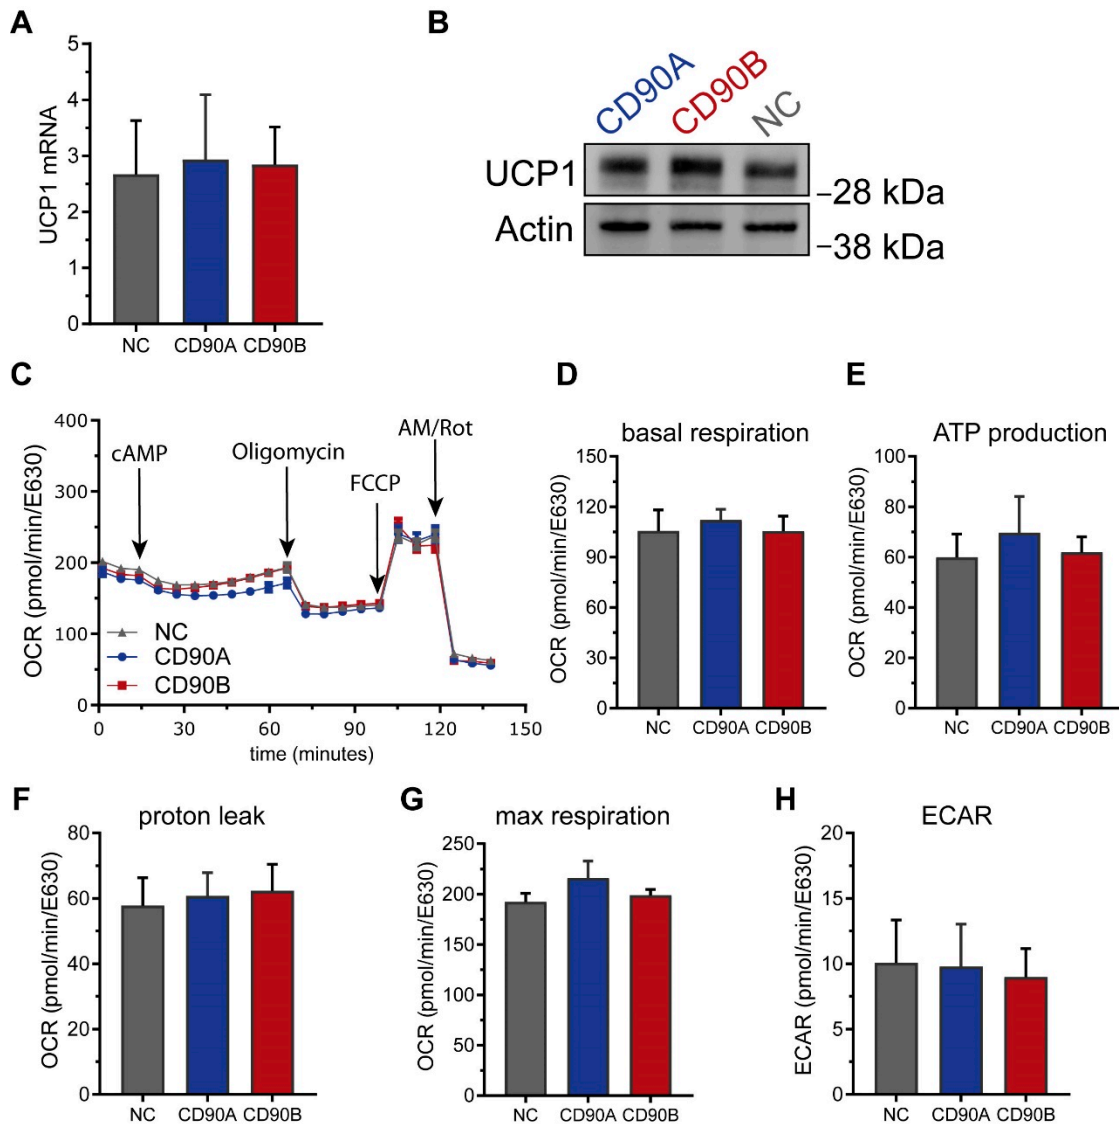 A
UCP1 mRNA
5
4
3
2
1
0
NC CD90A CD90B
B
CD90A CD90B NC
UCP1
–28 kDa
Actin
–38 kDa
C
OCR (pmol/min/E630)
400
300
200
100
0
cAMP
Oligomycin
FCCP
AM/Rot
NC
CD90A
CD90B
0 30 60 90 120 150
time (minutes)
D
basal respiration
OCR (pmol/min/E630)
150
120
90
60
30
0
NC CD90A CD90B
E
ATP production
OCR (pmol/min/E630)
100
80
60
40
20
0
NC CD90A CD90B
F
proton leak
OCR (pmol/min/E630)
80
60
40
20
0
NC CD90A CD90B
G
max respiration
OCR (pmol/min/E630)
250
200
150
100
50
0
NC CD90A CD90B
H
ECAR
ECAR (pmol/min/E630)
20
15
10
5
0
NC CD90A CD90B